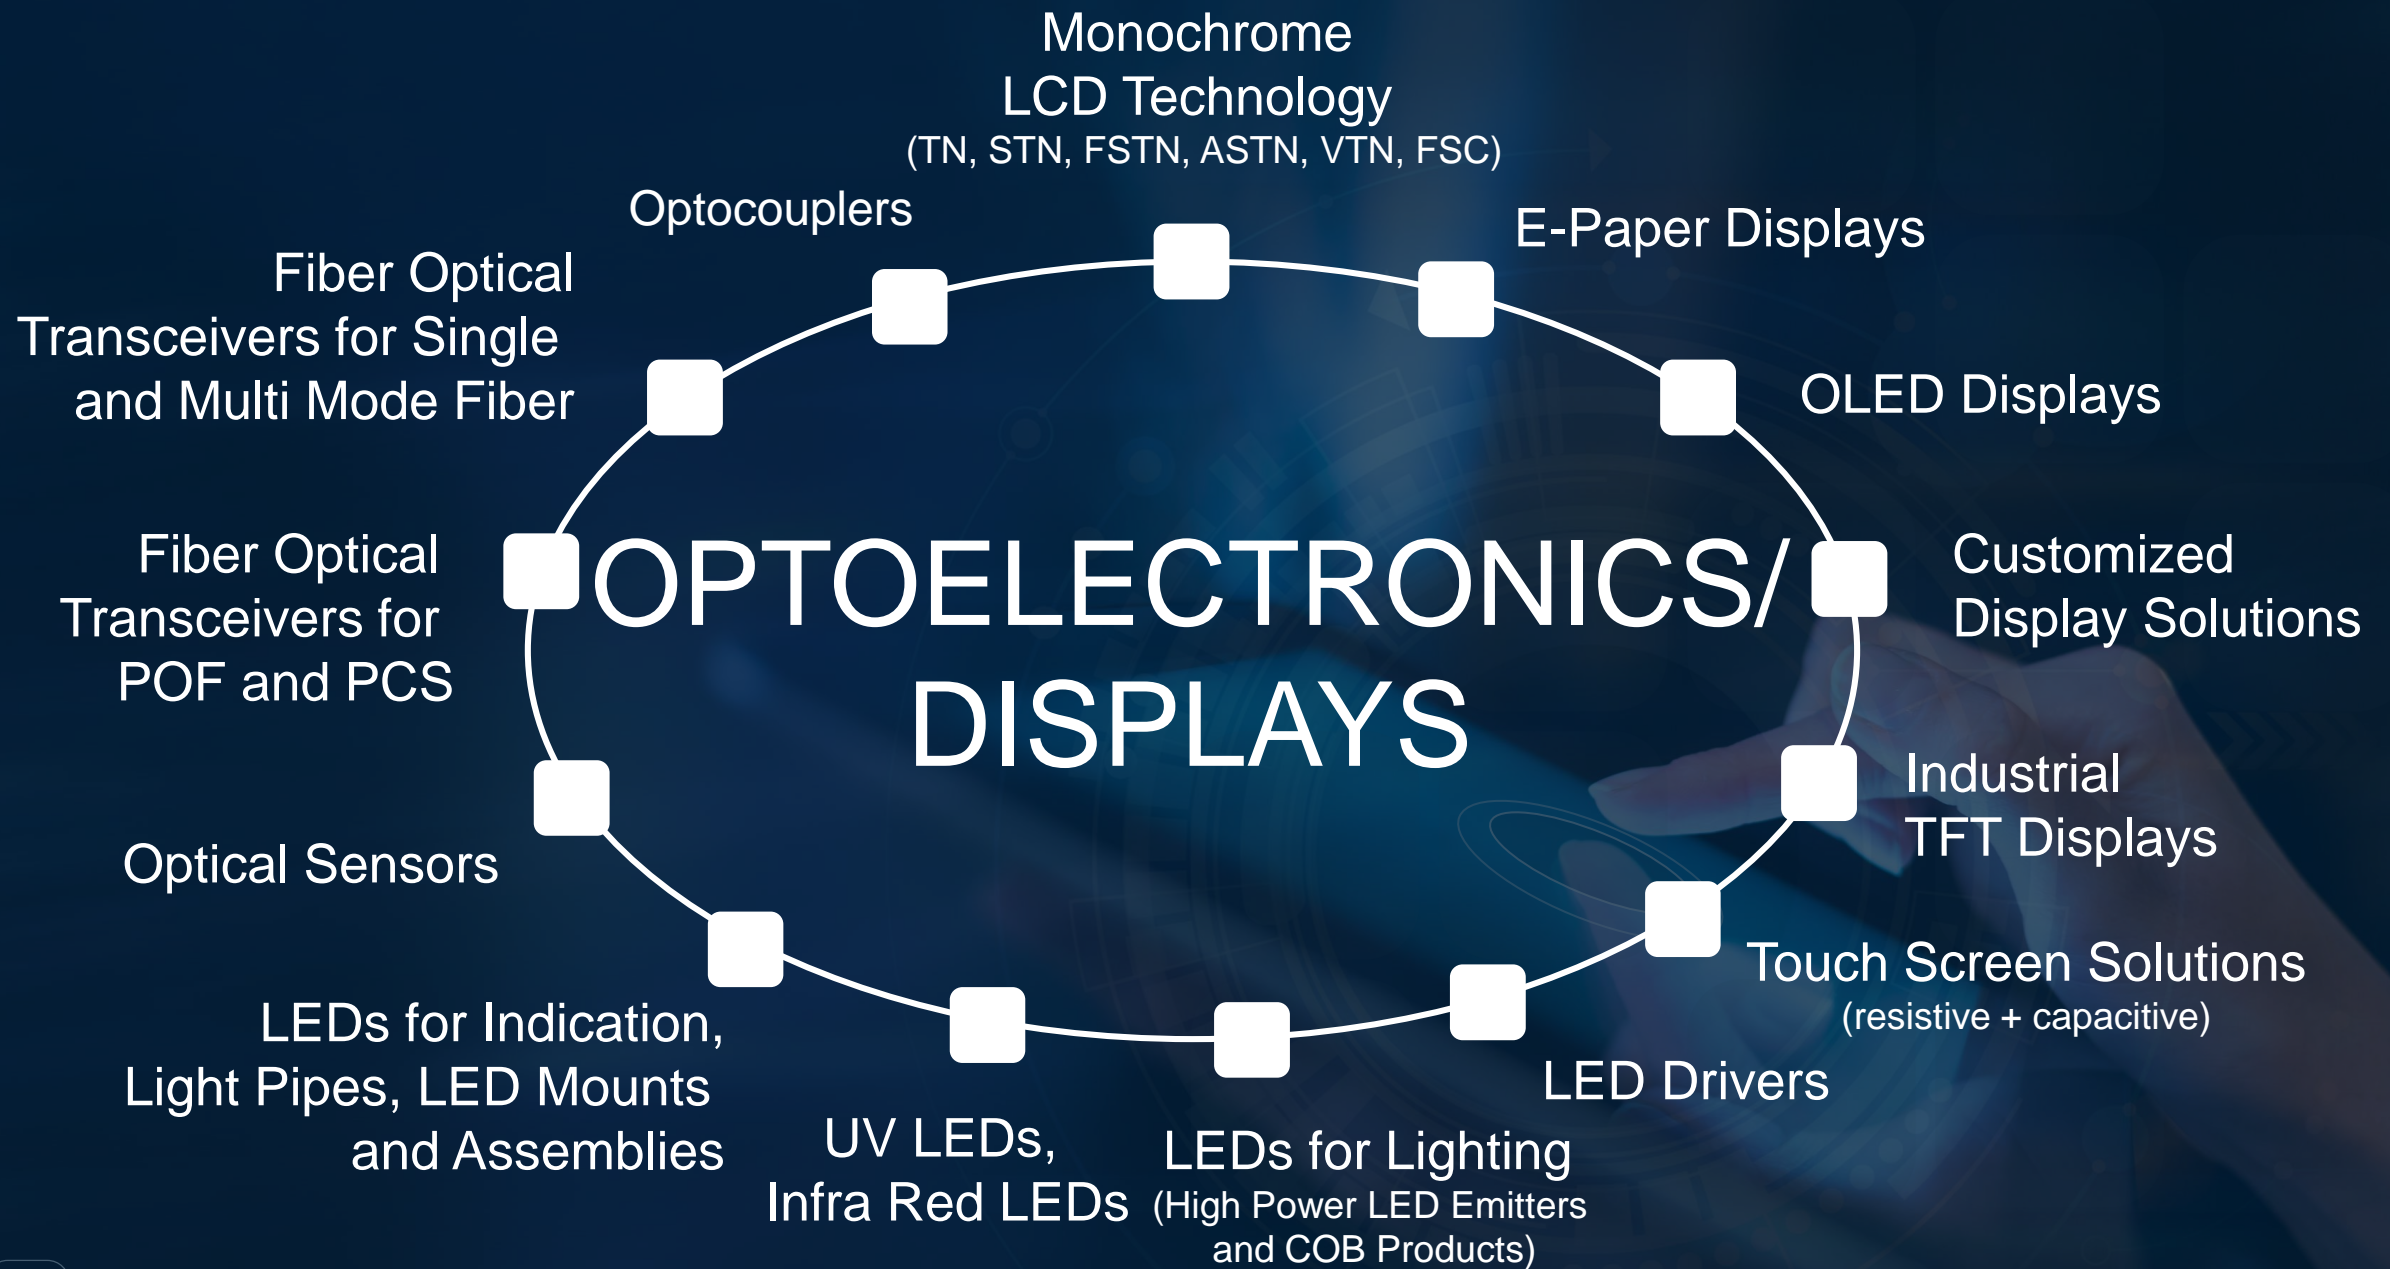 Monochrome
LCD Technology
(TN, STN, FSTN, ASTN, VTN, FSC)
E-Paper Displays
OLED Displays
Customized
Display Solutions
Industrial
TFT Displays
Touch Screen Solutions
(resistive + capacitive)
LED Drivers
LEDs for Lighting
(High Power LED Emitters
and COB Products)
UV LEDs,
Infra Red LEDs
LEDs for Indication,
Light Pipes, LED Mounts
and Assemblies
Optical Sensors
Fiber Optical
Transceivers for
POF and PCS
Fiber Optical
Transceivers for Single
and Multi Mode Fiber
Optocouplers
OPTOELECTRONICS/
DISPLAYS